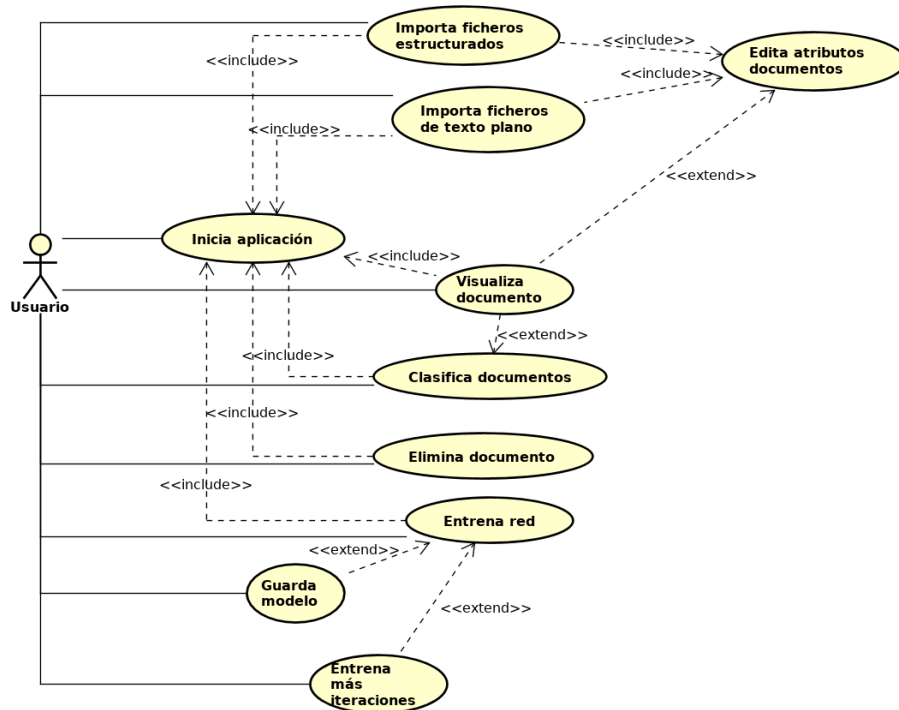 Importa ficheros
estructurados
<<include>>
<<include>>
Edita atributos
documentos
<<include>>
Importa ficheros
de texto plano
<<include>>
<<extend>>
Inicia aplicación
<<include>>
Visualiza
documento
Usuario
<<extend>>
<<include>>
Clasifica documentos
<<include>>
Elimina documento
<<include>>
Entrena red
<<extend>>
Guarda
modelo
<<extend>>
Entrena
más
iteraciones